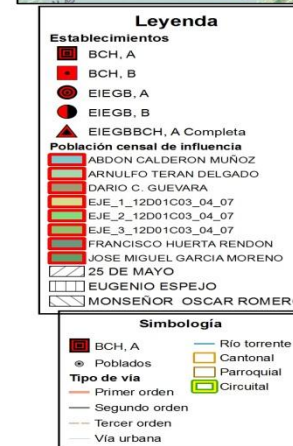 Leyenda
Establecimientos
BCH, A
BCH, B
EIEGB, A
EIEGB, B
EIEGBBCH, A Completa
Población censal de influencia
ABDON CALDERON MUÑOZ
ARNULFO TERAN DELGADO
DARIO C. GUEVARA
EJE_1_12D01C03_04_07
EJE_2_12D01C03_04_07
EJE_3_12D01C03_04_07
FRANCISCO HUERTA RENDON
JOSE MIGUEL GARCIA MORENO
25 DE MAYO
EUGENIO ESPEJO
MONSEÑOR OSCAR ROMERO
Simbología
BCH, A
Poblados
Tipo de vía
Primer orden
Segundo orden
Tercer orden
Vía urbana
Río torrente
Cantonal
Parroquial
Circuital